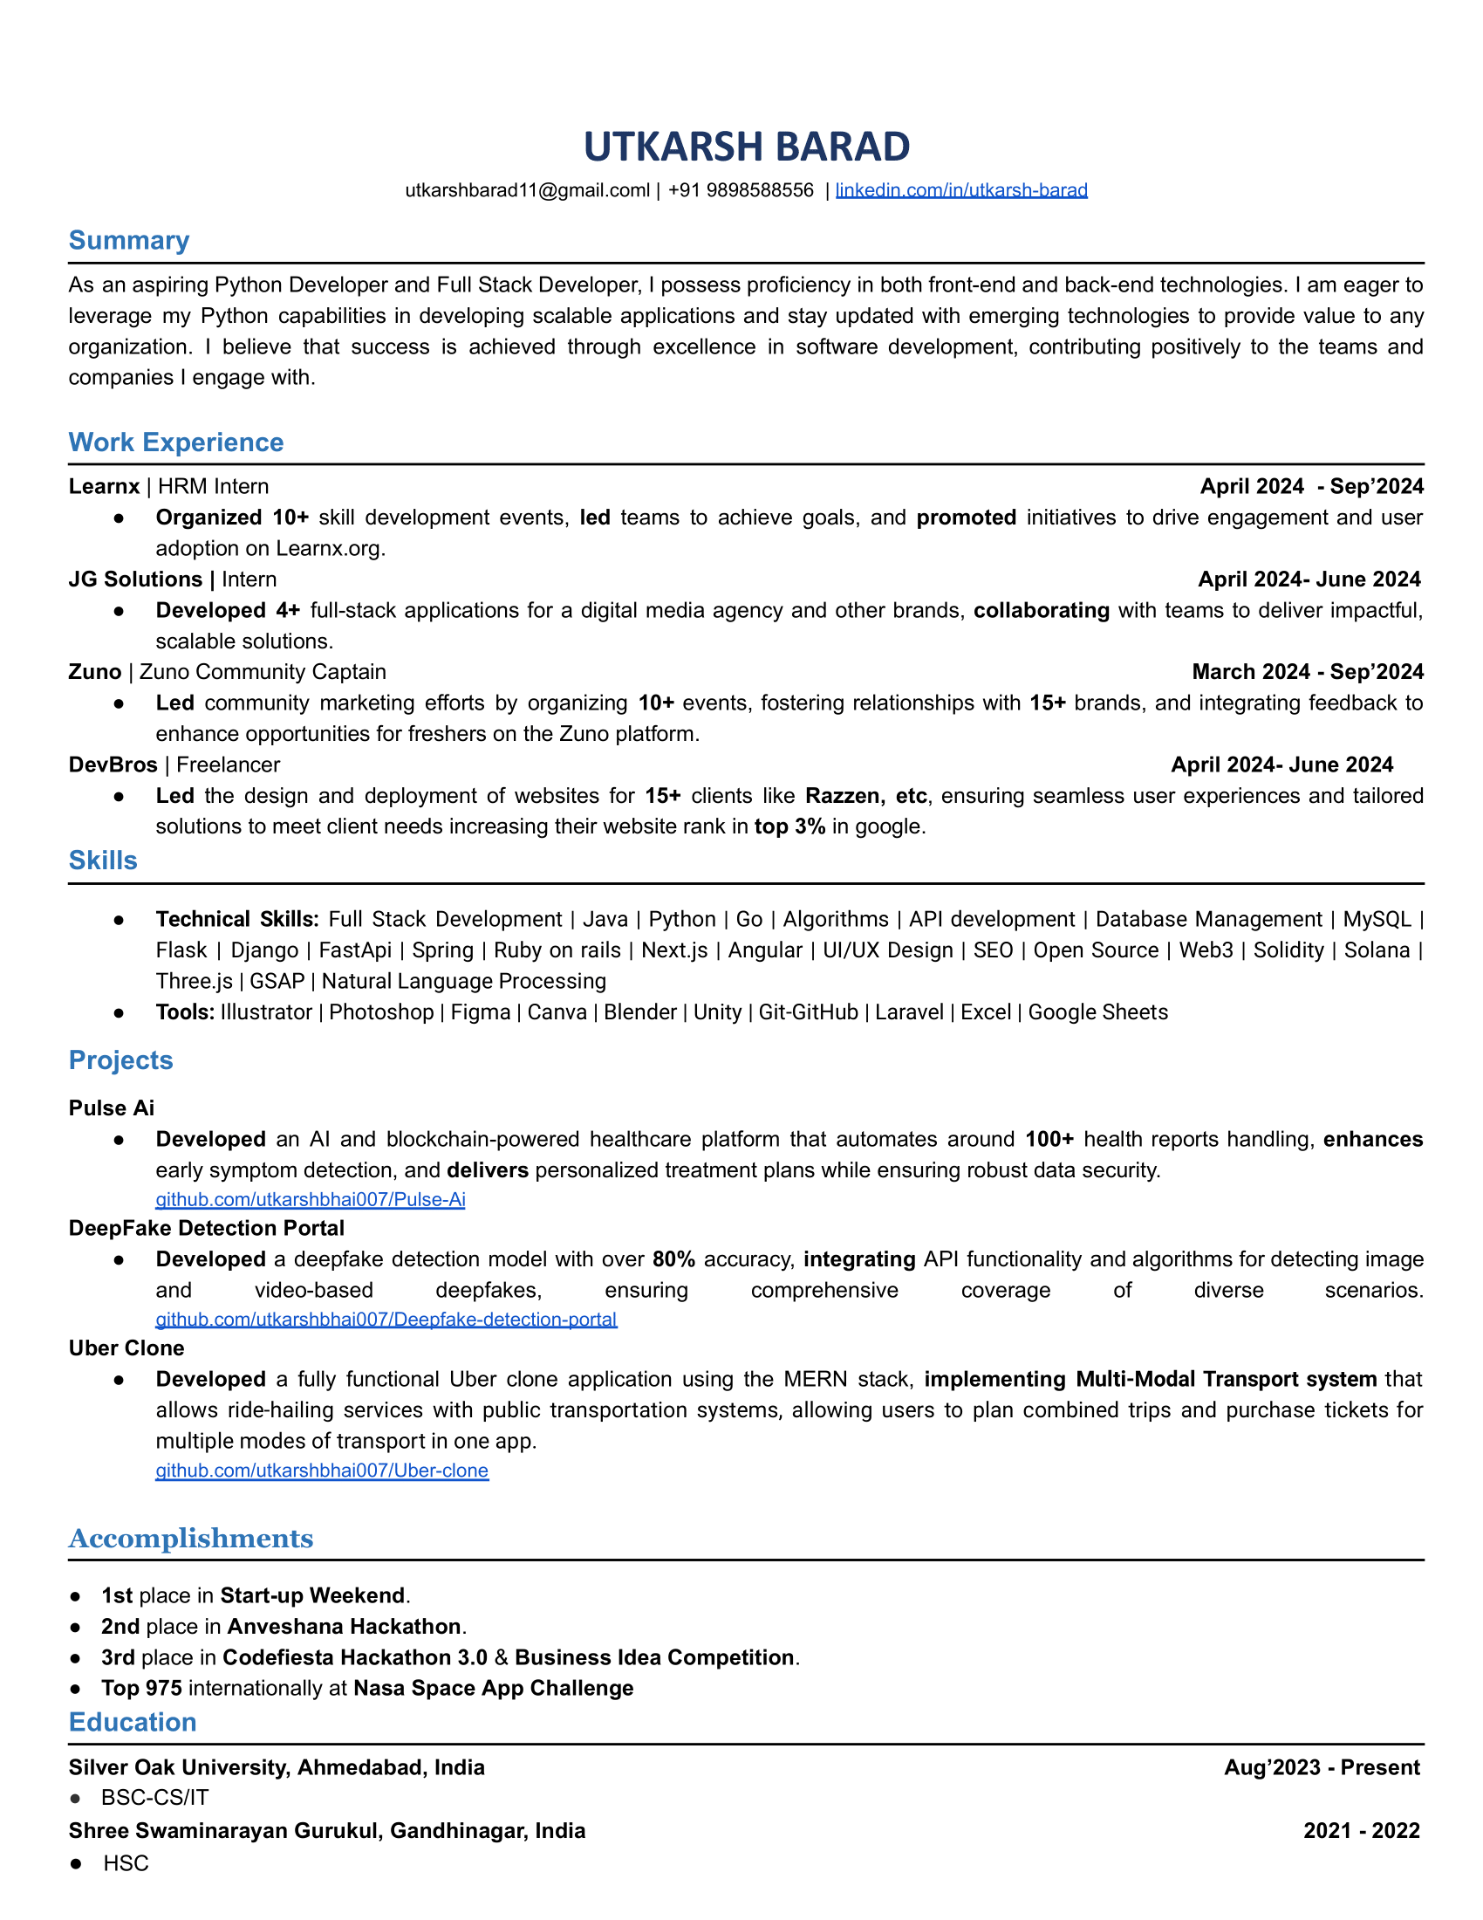 UTKARSH BARAD
utkarshbarad11@gmail.coml | +91 9898588556 | linkedin.com/in/utkarsh-barad
Summary
As an aspiring Python Developer and Full Stack Developer, I possess proficiency in both front-end and back-end technologies. I am eager to
leverage my Python capabilities in developing scalable applications and stay updated with emerging technologies to provide value to any
organization. I believe that success is achieved through excellence in software development, contributing positively to the teams and
companies I engage with.
Work Experience
Learnx | HRM Intern April 2024 - Sep’2024
● Organized 10+ skill development events, led teams to achieve goals, and promoted initiatives to drive engagement and user
adoption on Learnx.org.
JG Solutions | Intern April 2024- June 2024
● Developed 4+ full-stack applications for a digital media agency and other brands, collaborating with teams to deliver impactful,
scalable solutions.
Zuno | Zuno Community Captain March 2024 - Sep’2024
● Led community marketing efforts by organizing 10+ events, fostering relationships with 15+ brands, and integrating feedback to
enhance opportunities for freshers on the Zuno platform.
DevBros | Freelancer April 2024- June 2024
● Led the design and deployment of websites for 15+ clients like Razzen, etc, ensuring seamless user experiences and tailored
solutions to meet client needs increasing their website rank in top 3% in google.
Skills
● Technical Skills: Full Stack Development | Java | Python | Go | Algorithms | API development | Database Management | MySQL |
Flask | Django | FastApi | Spring | Ruby on rails | Next.js | Angular | UI/UX Design | SEO | Open Source | Web3 | Solidity | Solana |
Three.js | GSAP | Natural Language Processing
● Tools: Illustrator | Photoshop | Figma | Canva | Blender | Unity | Git-GitHub | Laravel | Excel | Google Sheets
Projects
Pulse Ai
● Developed an AI and blockchain-powered healthcare platform that automates around 100+ health reports handling, enhances
early symptom detection, and delivers personalized treatment plans while ensuring robust data security.
github.com/utkarshbhai007/Pulse-Ai
DeepFake Detection Portal
● Developed a deepfake detection model with over 80% accuracy, integrating API functionality and algorithms for detecting image
and video-based deepfakes, ensuring comprehensive coverage of diverse scenarios.
github.com/utkarshbhai007/Deepfake-detection-portal
Uber Clone
● Developed a fully functional Uber clone application using the MERN stack, implementing Multi-Modal Transport system that
allows ride-hailing services with public transportation systems, allowing users to plan combined trips and purchase tickets for
multiple modes of transport in one app.
github.com/utkarshbhai007/Uber-clone
Accomplishments
● 1st place in Start-up Weekend.
● 2nd place in Anveshana Hackathon.
● 3rd place in Codefiesta Hackathon 3.0 & Business Idea Competition.
● Top 975 internationally at Nasa Space App Challenge
Education
Silver Oak University, Ahmedabad, India Aug’2023 - Present
● BSC-CS/IT
Shree Swaminarayan Gurukul, Gandhinagar, India 2021 - 2022
● HSC